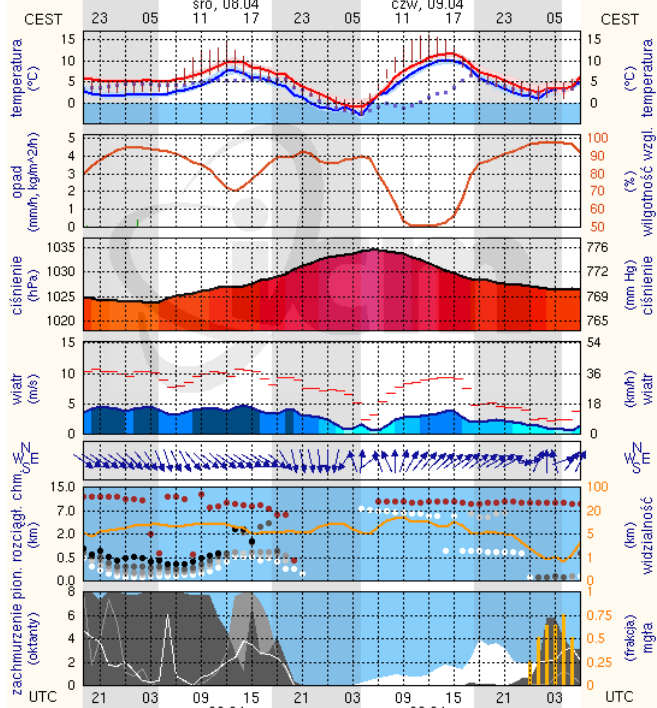 śro, 08.04 czw, 09.04
CEST 23 05 11 17 23 05 11 17 23 05 CEST
temperatura (°C) 15 10 5 0 15 10 5 0 temperatura (°C)
opad (mm/h, kg/m^2/h) 5 4 3 2 1 0 100 90 80 70 60 50 (%) wilgotność wzgl.
ciśnienie (hPa) 1035 1030 1025 1020 776 772 769 765 (mm Hg) ciśnienie
wiatr (m/s) 15 10 5 0 54 36 18 0 (km/h) wiatr
N W E S N W E S
pion. rozciągł. chm. (km) 15.0 7.0 2.0 0.5 0.0 100 20 5 1 0 (km) widzialność
zachmurzenie (oktanty) 8 6 4 2 0 1 0.75 0.5 0.25 0 (frakcja) mgła
UTC 21 03 09 15 21 03 09 15 21 03 UTC